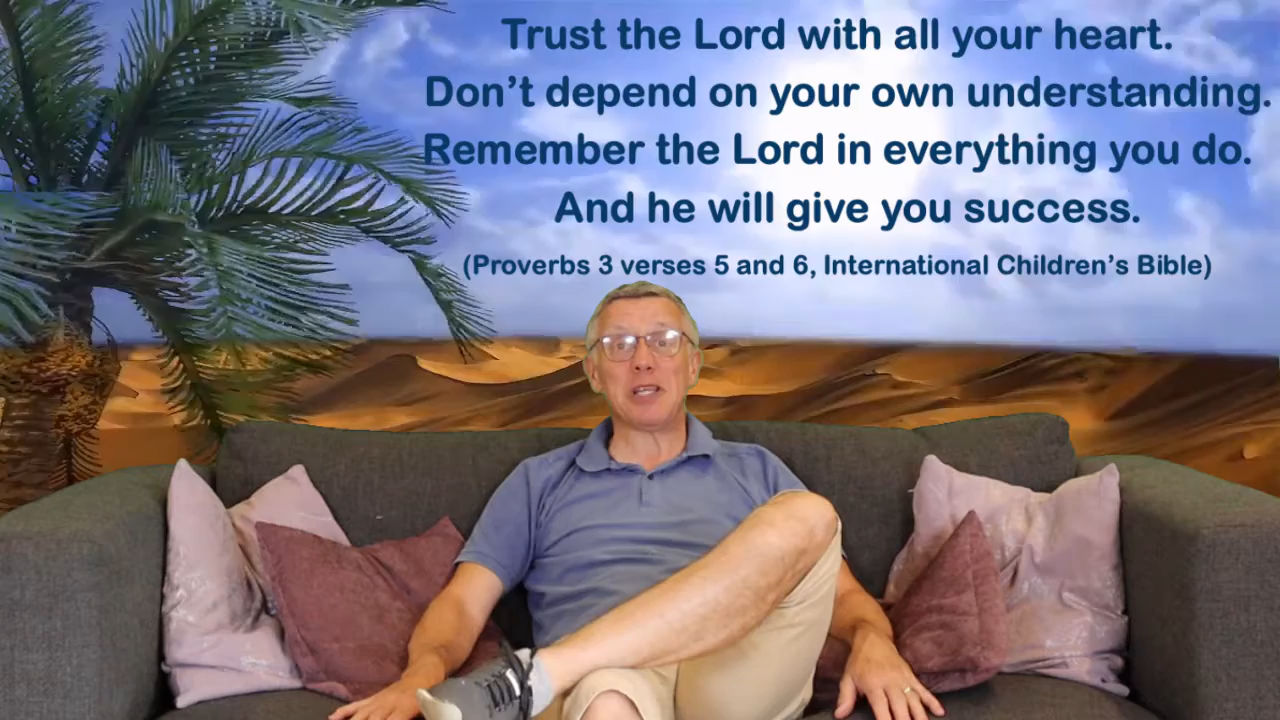 Trust the Lord with all your heart.
Don’t depend on your own understanding.
Remember the Lord in everything you do.
And he will give you success.
(Proverbs 3 verses 5 and 6, International Children’s Bible)